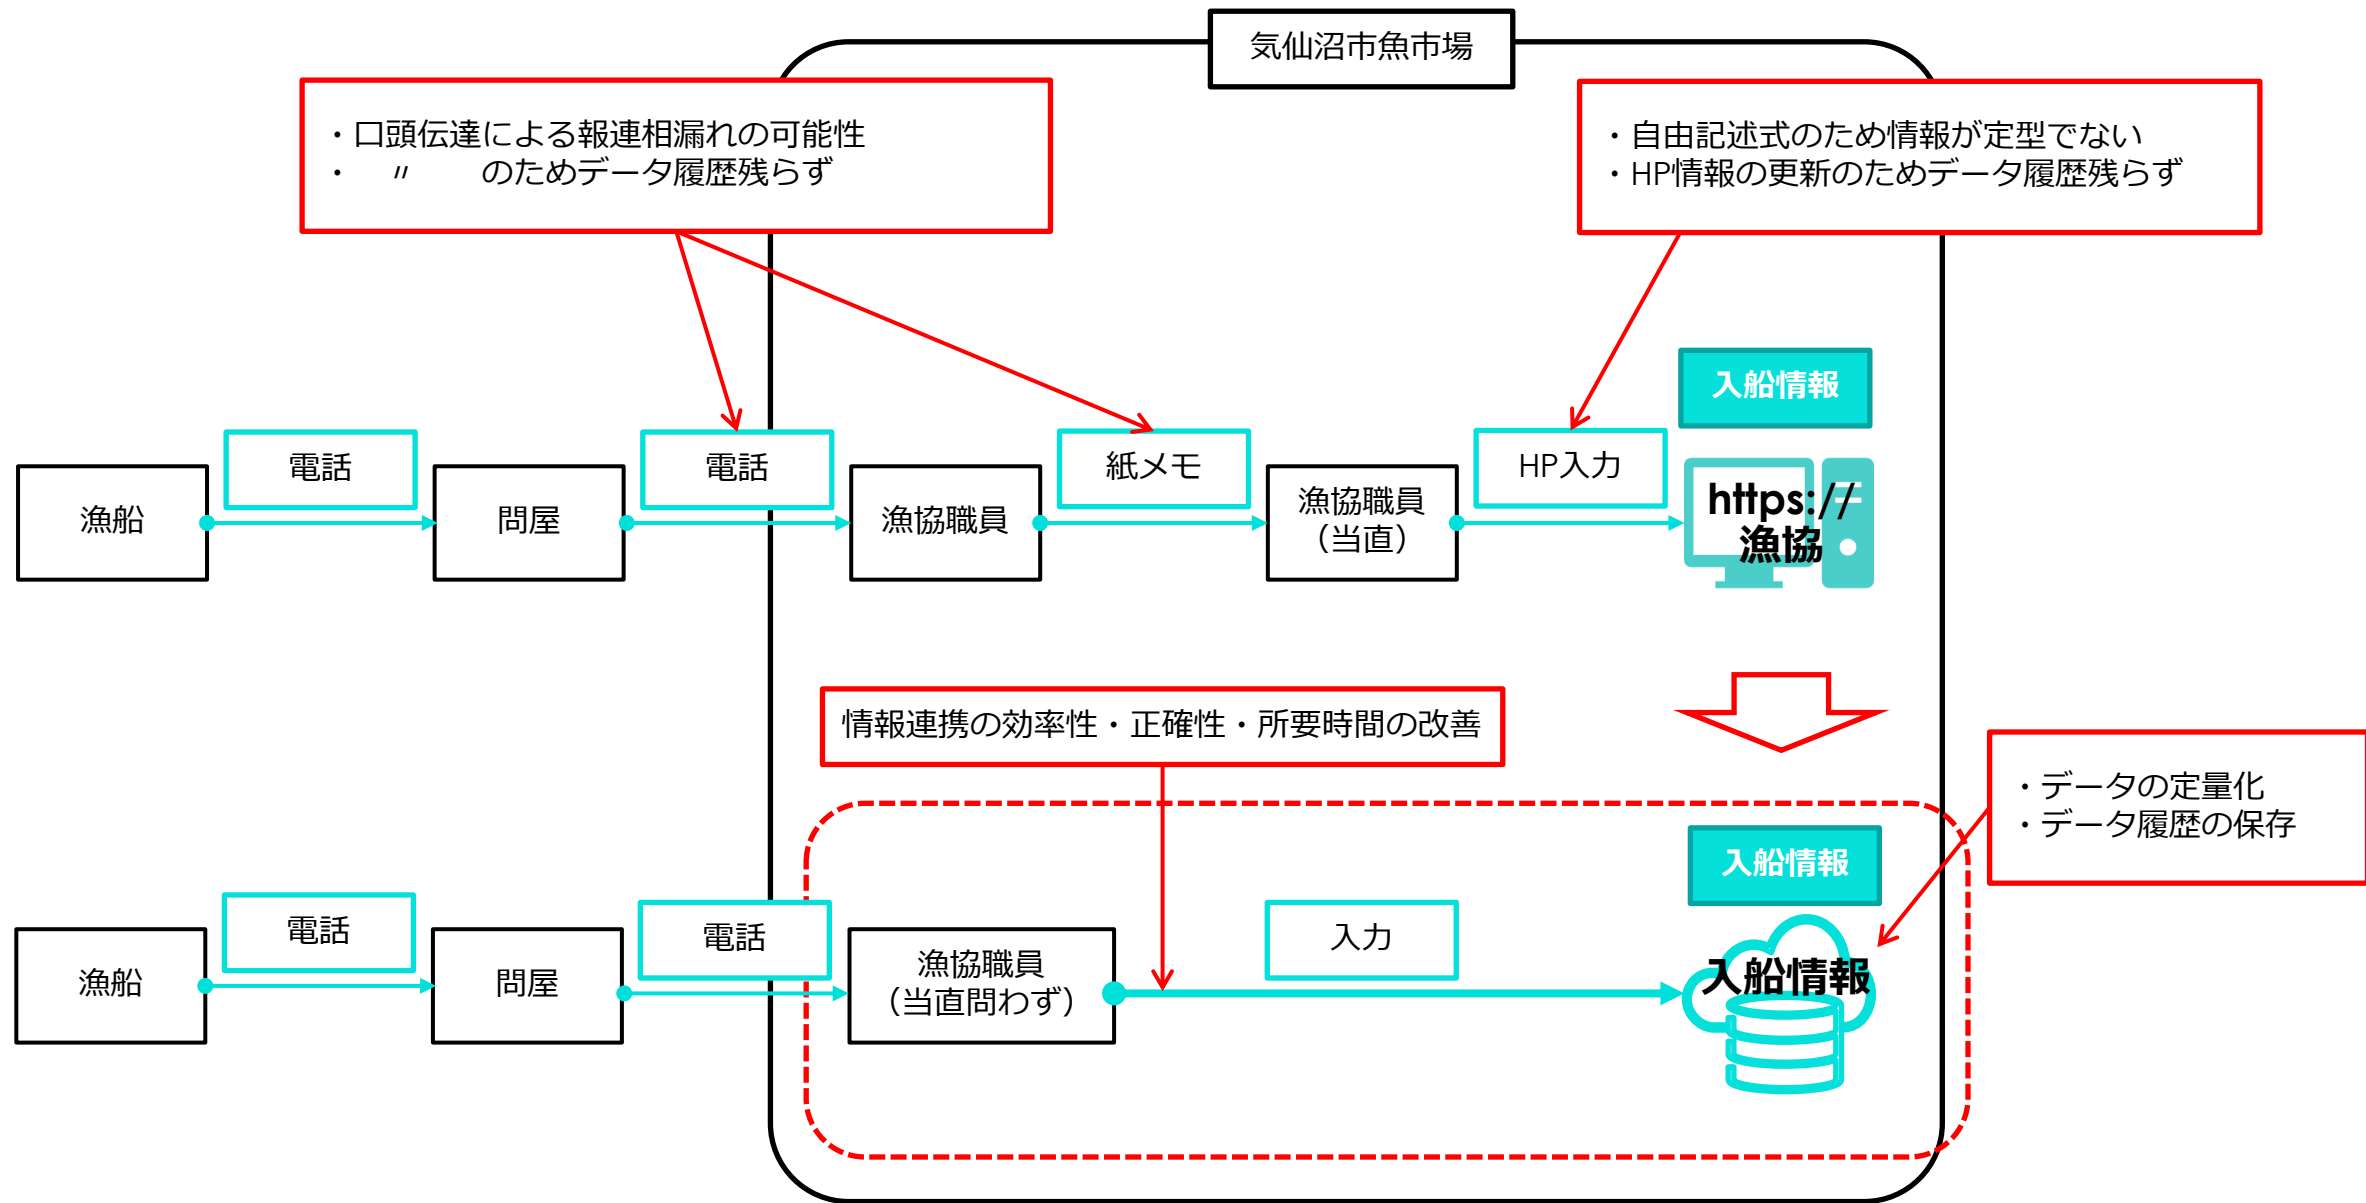 気仙沼市魚市場
・口頭伝達による報連相漏れの可能性
・　〃　　のためデータ履歴残らず
・自由記述式のため情報が定型でない
・HP情報の更新のためデータ履歴残らず
入船情報
電話
電話
紙メモ
HP入力
漁船
問屋
漁協職員
漁協職員
（当直）
https://
漁協
情報連携の効率性・正確性・所要時間の改善
・データの定量化
・データ履歴の保存
入船情報
電話
電話
入力
漁船
問屋
漁協職員
（当直問わず）
入船情報